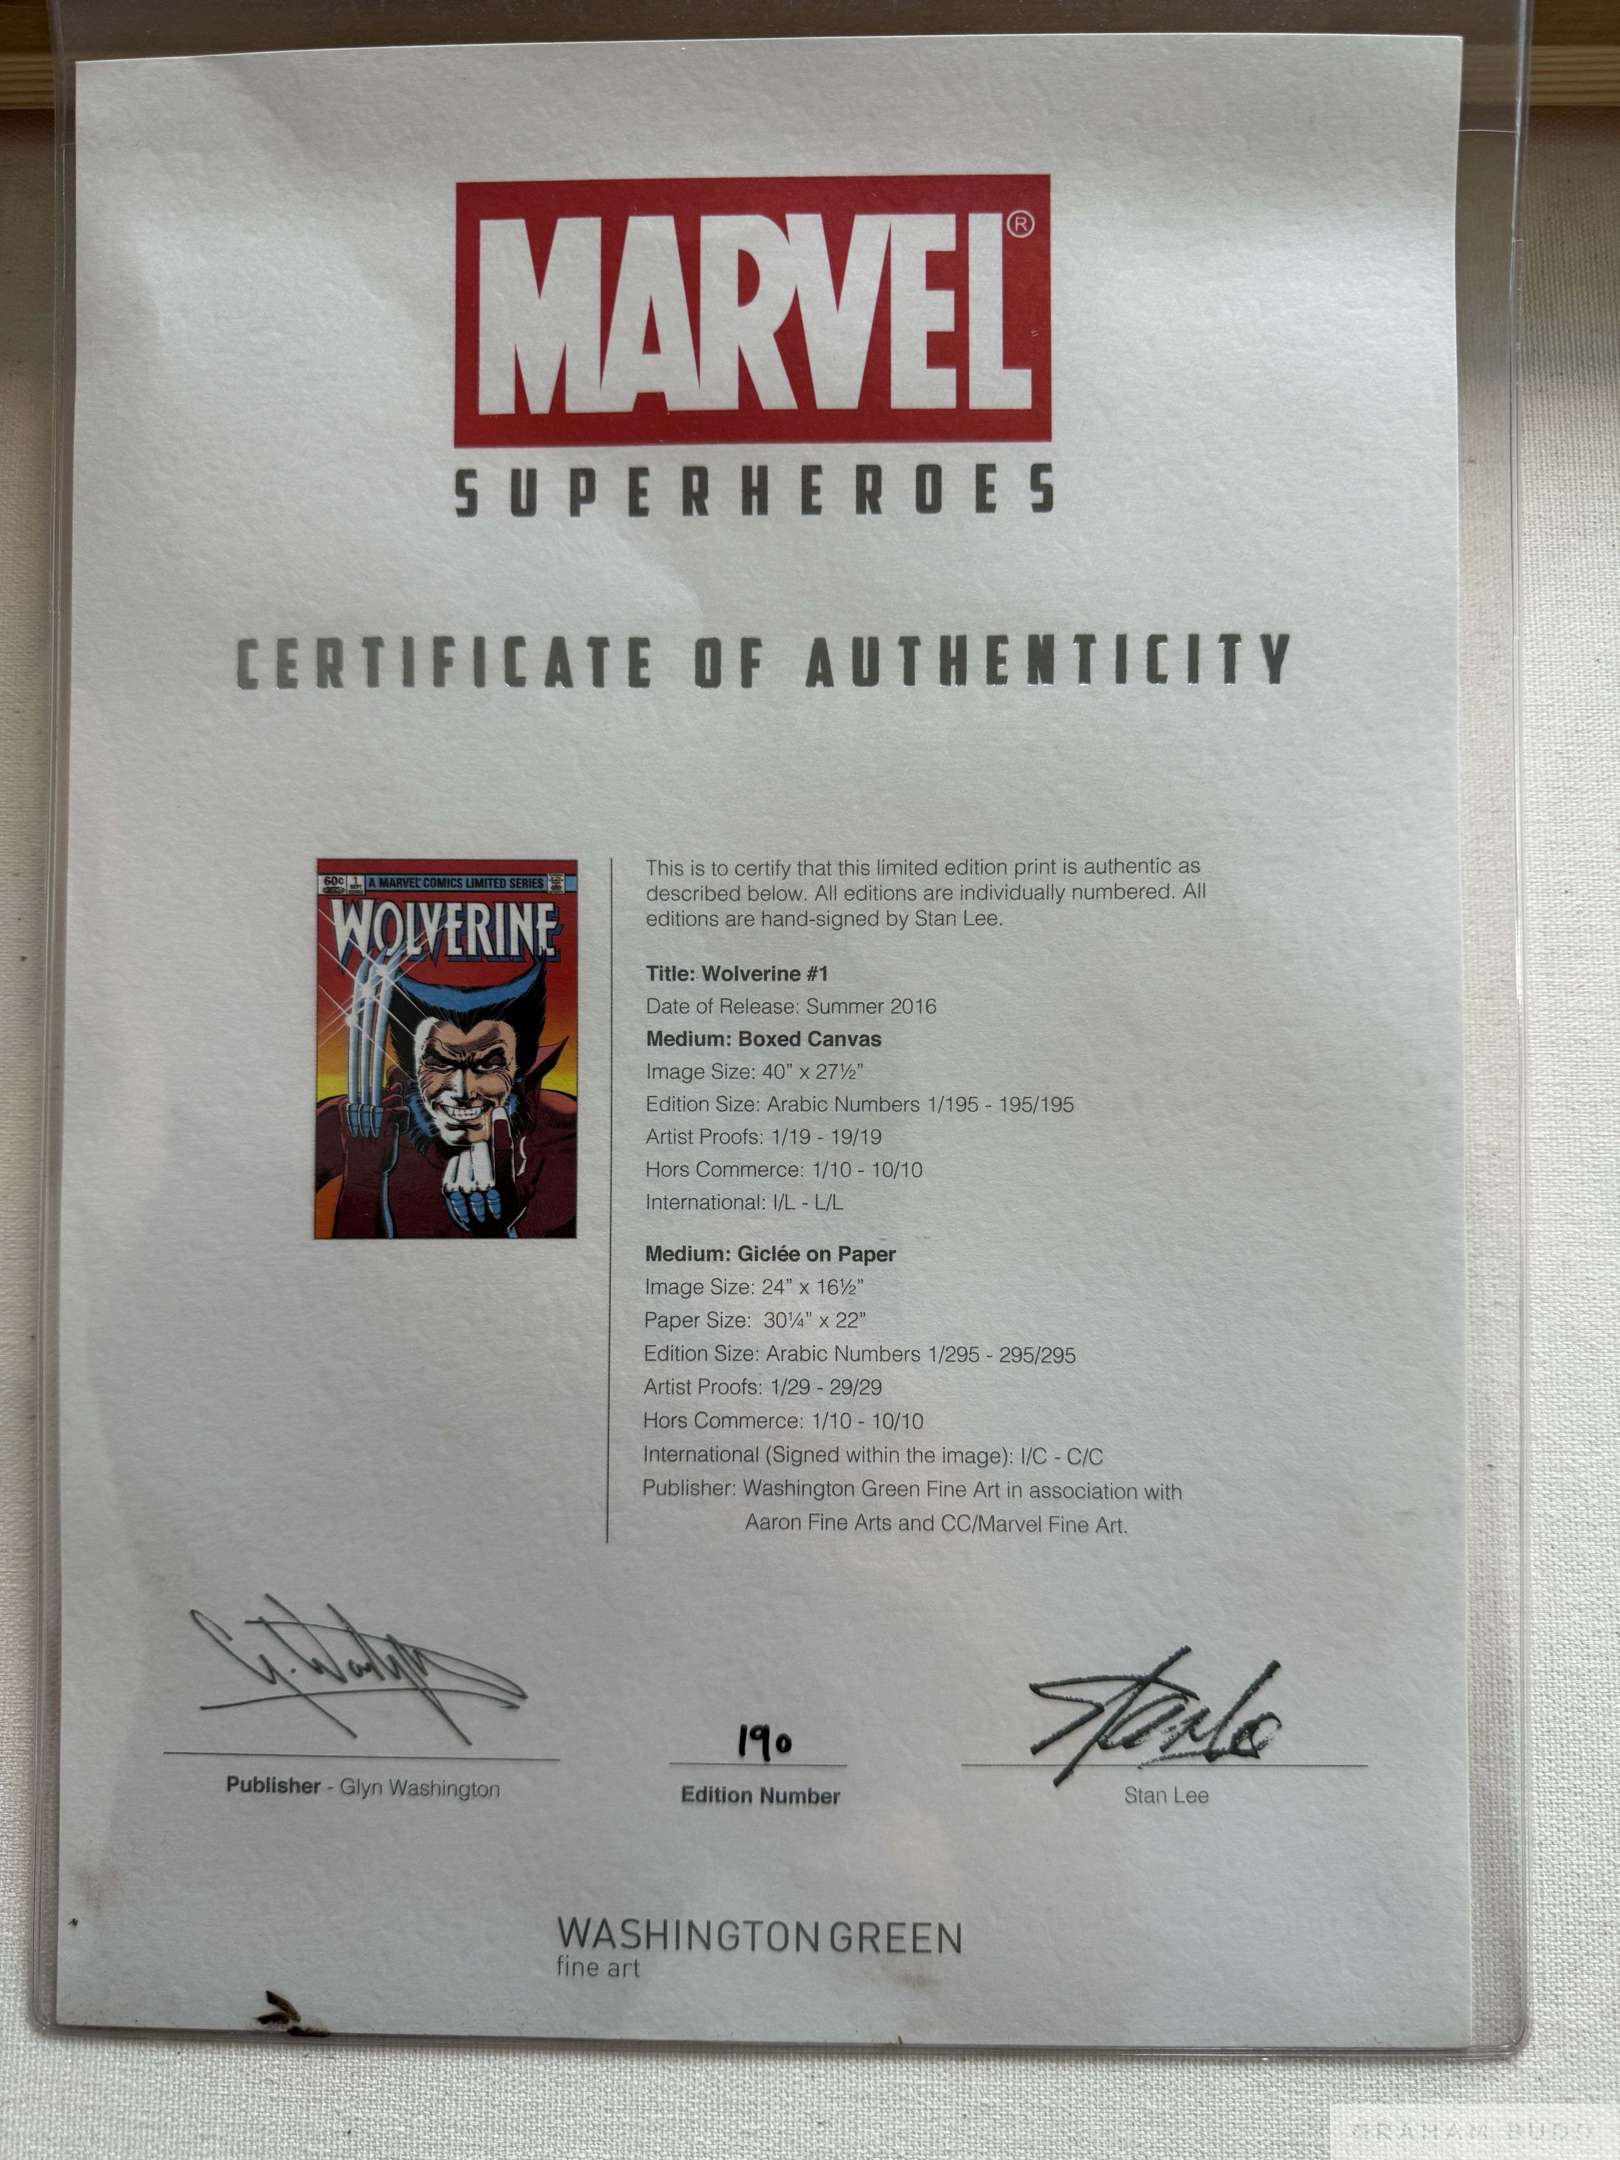 MARVEL®
SUPERHEROES
CERTIFICATE OF AUTHENTICITY
60¢ 1 SEPT A MARVEL COMICS LIMITED SERIES
WOLVERINE
This is to certify that this limited edition print is authentic as
described below. All editions are individually numbered. All
editions are hand-signed by Stan Lee.
Title: Wolverine #1
Date of Release: Summer 2016
Medium: Boxed Canvas
Image Size: 40” x 27½”
Edition Size: Arabic Numbers 1/195 - 195/195
Artist Proofs: 1/19 - 19/19
Hors Commerce: 1/10 - 10/10
International: I/L - L/L
Medium: Giclée on Paper
Image Size: 24” x 16½”
Paper Size: 30¼” x 22”
Edition Size: Arabic Numbers 1/295 - 295/295
Artist Proofs: 1/29 - 29/29
Hors Commerce: 1/10 - 10/10
International (Signed within the image): I/C - C/C
Publisher: Washington Green Fine Art in association with
Aaron Fine Arts and CC/Marvel Fine Art.
G. Washington
190
Stan Lee
Publisher - Glyn Washington
Edition Number
Stan Lee
WASHINGTON GREEN
fine art
GRAHAM BUDD